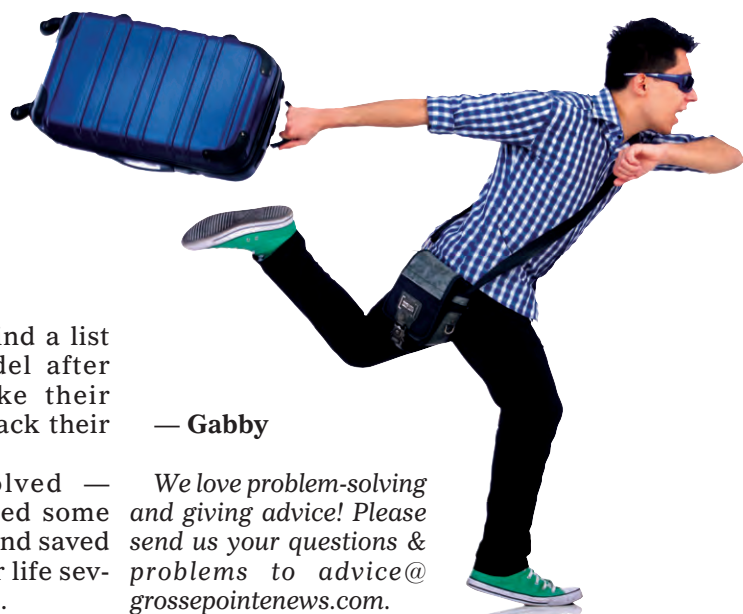 nd a list
del after
ke their
ack their
lved —
ed some
nd saved
r life sev-
.
— Gabby
We love problem-solving
and giving advice! Please
send us your questions &
problems to advice@
grossepointenews.com.